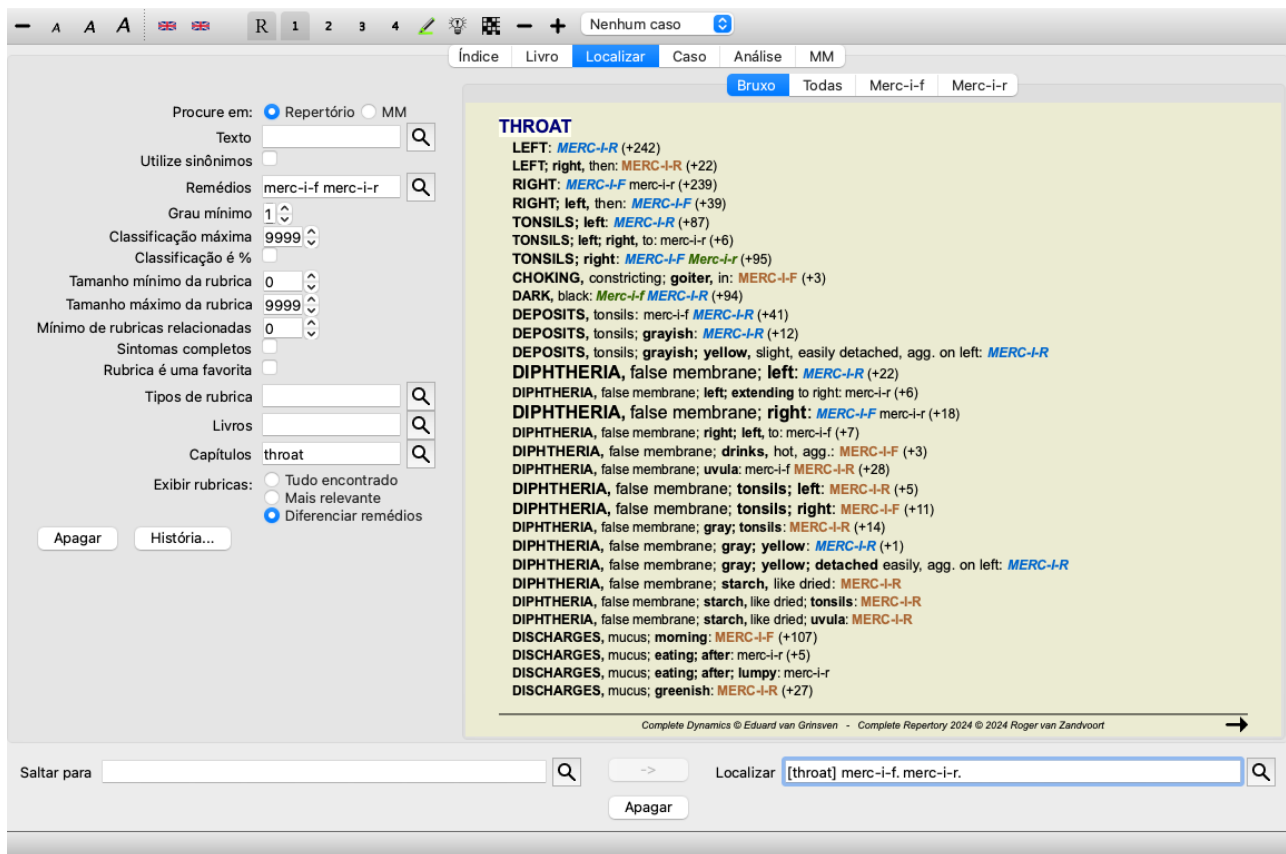 A A A R 1 2 3 4 Nenhum caso
Índice Livro Localizar Caso Análise MM
Procure em: Repertório MM
Texto
Utilize sinônimos
Remédios merc-i-f merc-i-r
Grau mínimo 1
Classificação máxima 9999
Classificação é %
Tamanho mínimo da rubrica 0
Tamanho máximo da rubrica 9999
Mínimo de rubricas relacionadas 0
Sintomas completos
Rubrica é uma favorita
Tipos de rubrica
Livros
Capítulos throat
Exibir rubricas: Tudo encontrado
Mais relevante
Diferenciar remédios
Apagar História...
Bruxo Todas Merc-i-f Merc-i-r
THROAT
LEFT: MERC-I-R (+242)
LEFT; right, then: MERC-I-R (+22)
RIGHT: MERC-I-F merc-i-r (+239)
RIGHT; left, then: MERC-I-F (+39)
TONSILS; left: MERC-I-R (+87)
TONSILS; left; right, to: merc-i-r (+6)
TONSILS; right: MERC-I-F Merc-i-r (+95)
CHOKING, constricting; goiter, in: MERC-I-F (+3)
DARK, black: Merc-i-f MERC-I-R (+94)
DEPOSITS, tonsils: merc-i-f MERC-I-R (+41)
DEPOSITS, tonsils; grayish: MERC-I-R (+12)
DEPOSITS, tonsils; grayish; yellow, slight, easily detached, agg. on left: MERC-I-R
DIPHTHERIA, false membrane; left: MERC-I-R (+22)
DIPHTHERIA, false membrane; left; extending to right: merc-i-r (+6)
DIPHTHERIA, false membrane; right: MERC-I-F merc-i-r (+18)
DIPHTHERIA, false membrane; right; left, to: merc-i-f (+7)
DIPHTHERIA, false membrane; drinks, hot, agg.: MERC-I-F (+3)
DIPHTHERIA, false membrane; uvula: merc-i-f MERC-I-R (+28)
DIPHTHERIA, false membrane; tonsils; left: MERC-I-R (+5)
DIPHTHERIA, false membrane; tonsils; right: MERC-I-F (+11)
DIPHTHERIA, false membrane; gray; tonsils: MERC-I-R (+14)
DIPHTHERIA, false membrane; gray; yellow: MERC-I-R (+1)
DIPHTHERIA, false membrane; gray; yellow; detached easily, agg. on left: MERC-I-R
DIPHTHERIA, false membrane; starch, like dried: MERC-I-R
DIPHTHERIA, false membrane; starch, like dried; tonsils: MERC-I-R
DIPHTHERIA, false membrane; starch, like dried; uvula: MERC-I-R
DISCHARGES, mucus; morning: MERC-I-F (+107)
DISCHARGES, mucus; eating; after: merc-i-r (+5)
DISCHARGES, mucus; eating; after; lumpy: merc-i-r
DISCHARGES, mucus; greenish: MERC-I-R (+27)
Complete Dynamics © Eduard van Grinsven - Complete Repertory 2024 © 2024 Roger van Zandvoort
Saltar para -> Localizar [throat] merc-i-f. merc-i-r.
Apagar